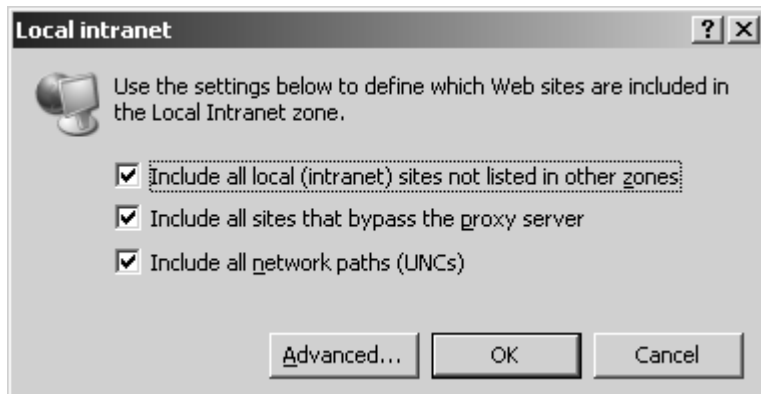 Local intranet
Use the settings below to define which Web sites are included in
the Local Intranet zone.
Include all local (intranet) sites not listed in other zones
Include all sites that bypass the proxy server
Include all network paths (UNCs)
Advanced... OK Cancel